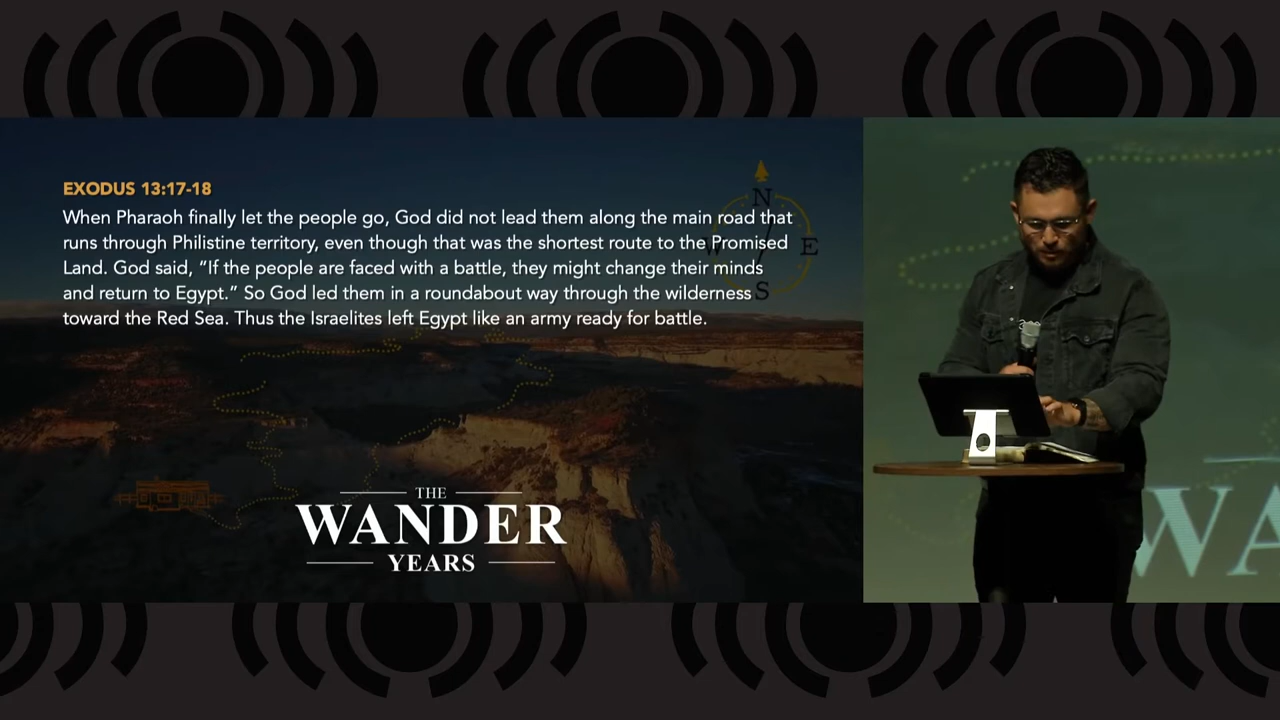 EXODUS 13:17-18
When Pharaoh finally let the people go, God did not lead them along the main road that
runs through Philistine territory, even though that was the shortest route to the Promised
Land. God said, “If the people are faced with a battle, they might change their minds
and return to Egypt.” So God led them in a roundabout way through the wilderness
toward the Red Sea. Thus the Israelites left Egypt like an army ready for battle.
N
W E
S
THE
WANDER
YEARS
WA